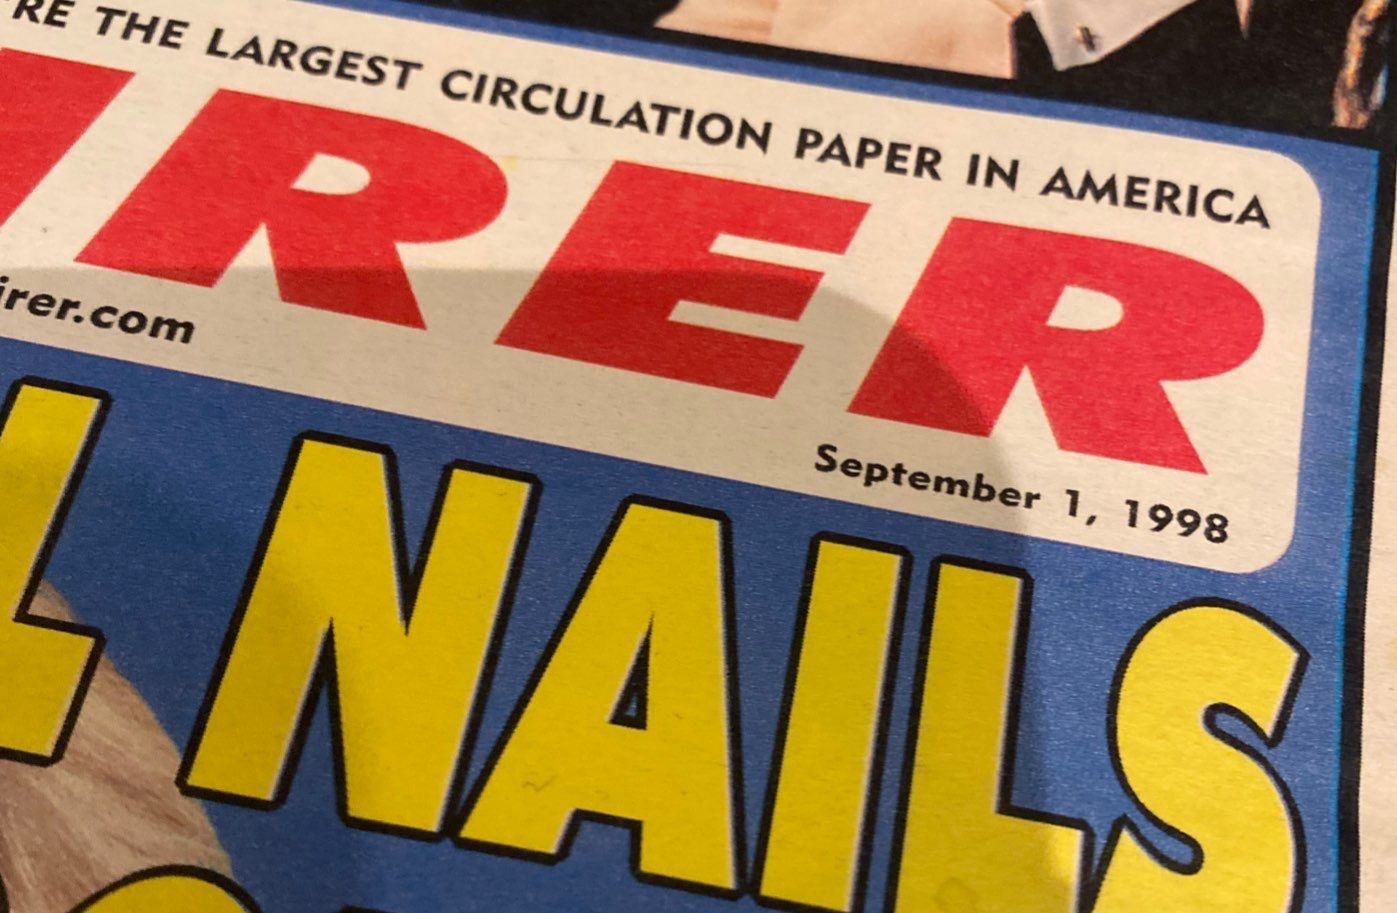 RE THE LARGEST CIRCULATION PAPER IN AMERICA
IRER
irer.com
September 1, 1998
L NAILS